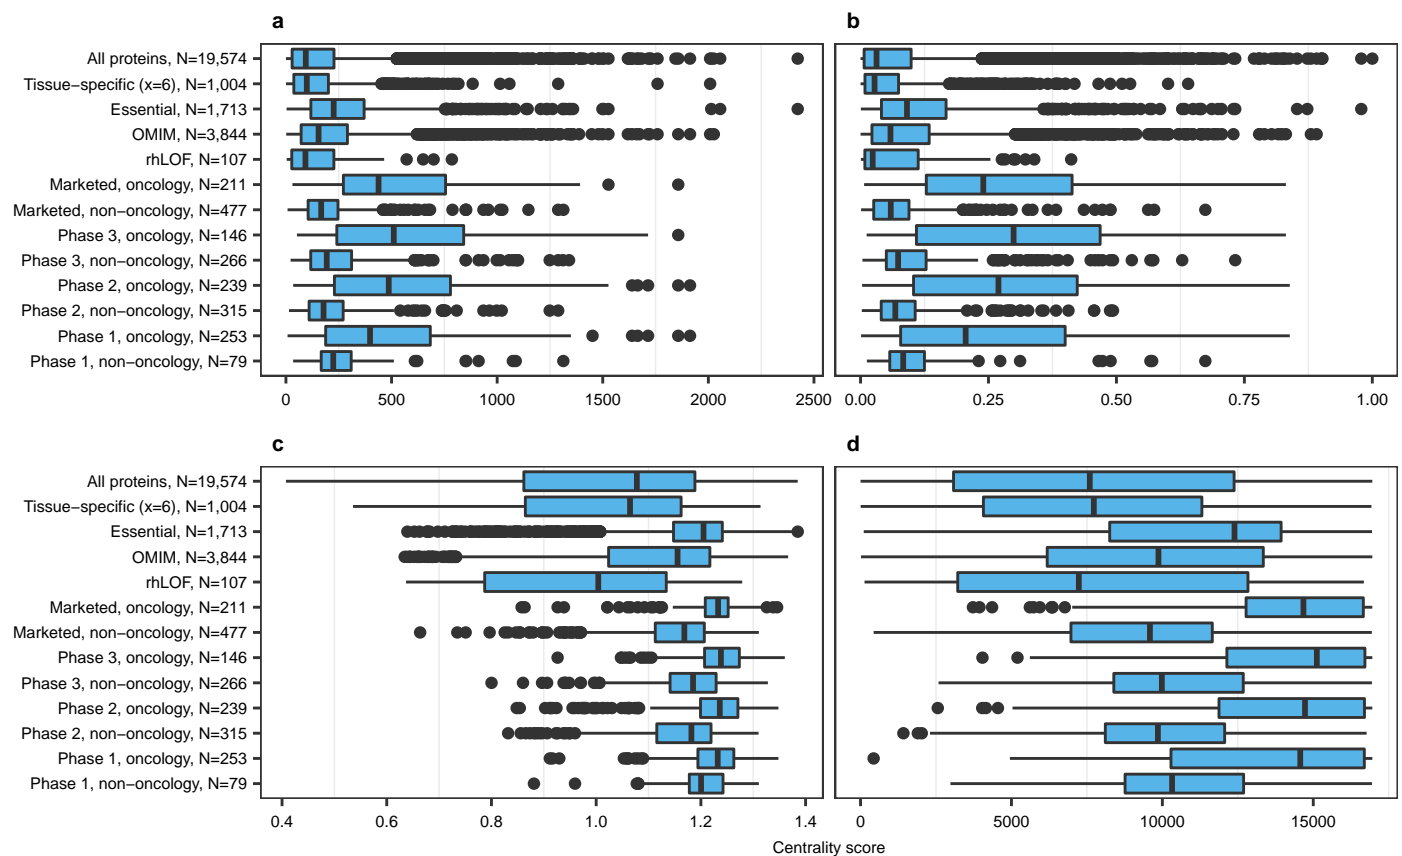 a
b
All proteins, N=19,574
Tissue−specific (x=6), N=1,004
Essential, N=1,713
OMIM, N=3,844
rhLOF, N=107
Marketed, oncology, N=211
Marketed, non−oncology, N=477
Phase 3, oncology, N=146
Phase 3, non−oncology, N=266
Phase 2, oncology, N=239
Phase 2, non−oncology, N=315
Phase 1, oncology, N=253
Phase 1, non−oncology, N=79
0 500 1000 1500 2000 2500
0.00 0.25 0.50 0.75 1.00
c
d
All proteins, N=19,574
Tissue−specific (x=6), N=1,004
Essential, N=1,713
OMIM, N=3,844
rhLOF, N=107
Marketed, oncology, N=211
Marketed, non−oncology, N=477
Phase 3, oncology, N=146
Phase 3, non−oncology, N=266
Phase 2, oncology, N=239
Phase 2, non−oncology, N=315
Phase 1, oncology, N=253
Phase 1, non−oncology, N=79
0.4 0.6 0.8 1.0 1.2 1.4
0 5000 10000 15000
Centrality score